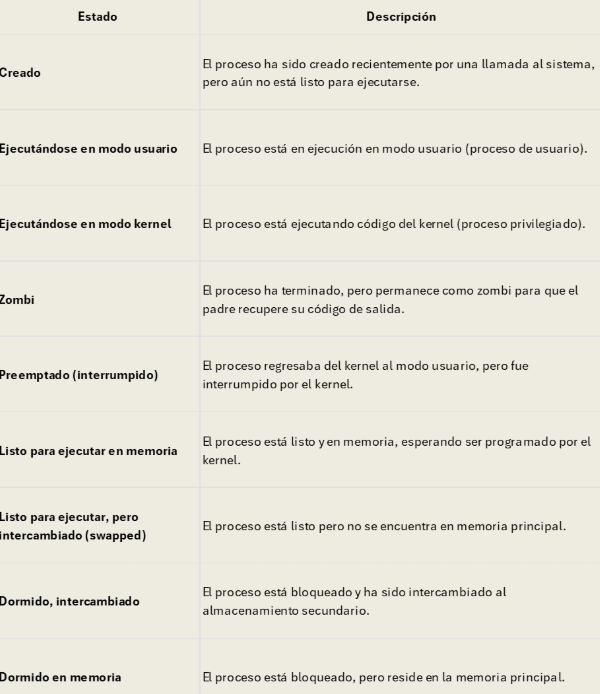 Estado Descripción
Creado
El proceso ha sido creado recientemente por una llamada al sistema,
pero aún no está listo para ejecutarse.
Ejecutándose en modo usuario
El proceso está en ejecución en modo usuario (proceso de usuario).
Ejecutándose en modo kernel
El proceso está ejecutando código del kernel (proceso privilegiado).
Zombi
El proceso ha terminado, pero permanece como zombi para que el
padre recupere su código de salida.
Preemptado (interrumpido)
El proceso regresaba del kernel al modo usuario, pero fue
interrumpido por el kernel.
Listo para ejecutar en memoria
El proceso está listo y en memoria, esperando ser programado por el
kernel.
Listo para ejecutar, pero
intercambiado (swapped)
El proceso está listo pero no se encuentra en memoria principal.
Dormido, intercambiado
El proceso está bloqueado y ha sido intercambiado al
almacenamiento secundario.
Dormido en memoria
El proceso está bloqueado, pero reside en la memoria principal.